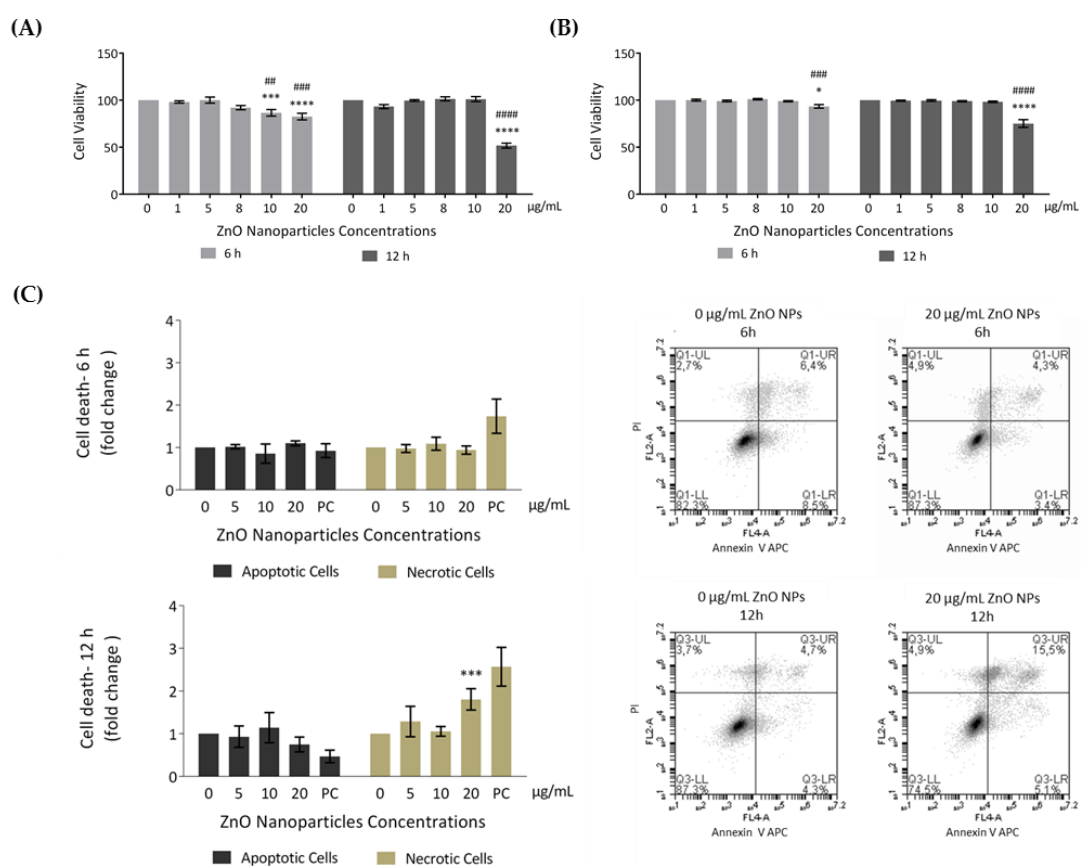 (A)
(B)
Cell Viability
150
100
50
0
## ### ####
*** **** ****
0 1 5 8 10 20 0 1 5 8 10 20 µg/mL
ZnO Nanoparticles Concentrations
6 h 12 h
Cell Viability
150
100
50
0
### ####
* ****
0 1 5 8 10 20 0 1 5 8 10 20 µg/mL
ZnO Nanoparticles Concentrations
6 h 12 h
(C)
Cell death- 6 h
(fold change )
4
3
2
1
0
0 5 10 20 PC 0 5 10 20 PC µg/mL
ZnO Nanoparticles Concentrations
Apoptotic Cells Necrotic Cells
0 µg/mL ZnO NPs
6h
Q1-UL Q1-UR
2,7% 6,4%
PI
FL2-A
Q1-LL Q1-LR
82.3% 8.5%
FL4-A
Annexin V APC
20 µg/mL ZnO NPs
6h
Q1-UL Q1-UR
4,9% 4,3%
FL2-A
Q1-LL Q1-LR
87.3% 3.4%
FL4-A
Annexin V APC
Cell death- 12 h
(fold change )
4
3
2
1
0
***
0 5 10 20 PC 0 5 10 20 PC µg/mL
ZnO Nanoparticles Concentrations
Apoptotic Cells Necrotic Cells
0 µg/mL ZnO NPs
12h
Q3-UL Q3-UR
3,7% 4,7%
PI
FL2-A
Q3-LL Q3-LR
87.3% 4.3%
FL4-A
Annexin V APC
20 µg/mL ZnO NPs
12h
Q3-UL Q3-UR
4,9% 15,5%
FL2-A
Q3-LL Q3-LR
74.5% 5.1%
FL4-A
Annexin V APC